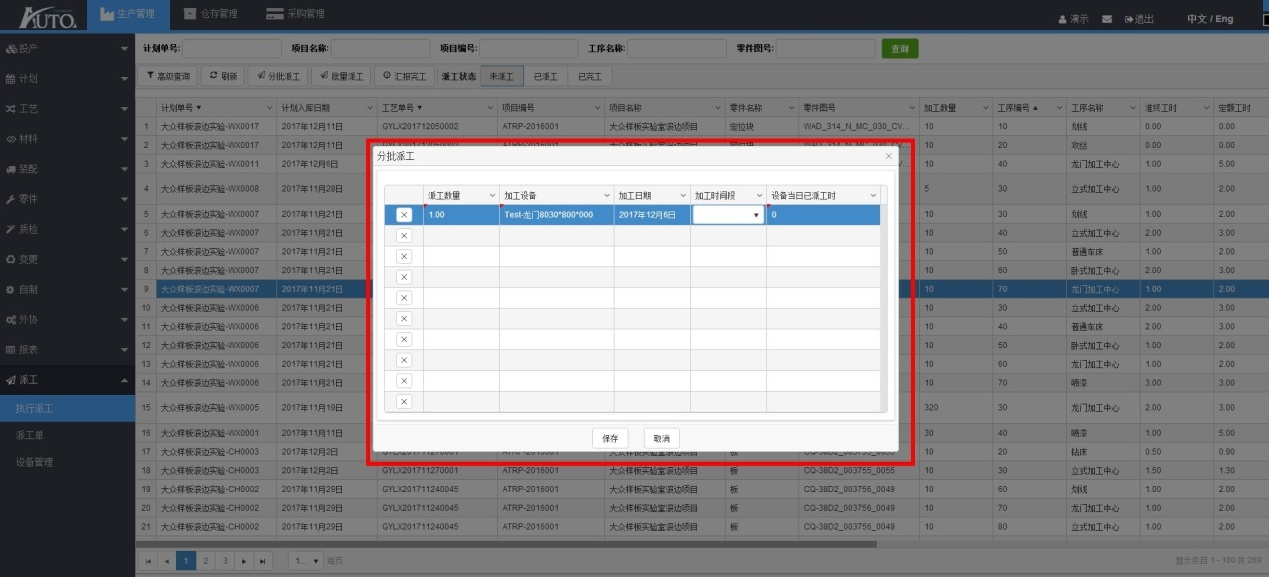 AUTO.
生产管理 仓存管理 采购管理
演示 退出 中文 / Eng
投产
计划
工艺
材料
装配
零件
质检
变更
自制
外协
报表
派工
执行派工
派工单
设备管理
计划单号: 项目名称: 项目编号: 工序名称: 零件图号: 查询
高级查询 刷新 分批派工 批量派工 汇报完工 派工状态 未派工 已派工 已完工
计划单号 计划入库日期 工艺单号 项目编号 项目名称 零件名称 零件图号 加工数量 工序编号 工序名称 准终工时 定额工时
1 大众样板滚边实验-WX0017 2017年12月11日 GYLX201712050002 ATRP-2016001 大众样板实验室滚边项目 定位块 WAD_314_N_MC_030_CV... 10 10 划线 0.00 0.00
2 大众样板滚边实验-WX0017 2017年12月11日 10 20 攻丝 0.00 0.00
3 大众样板滚边实验-WX0011 2017年12月6日 10 40 龙门加工中心 1.00 5.00
4 大众样板滚边实验-WX0008 2017年11月28日 5 30 立式加工中心 1.00 2.00
5 大众样板滚边实验-WX0007 2017年11月21日 10 30 划线 1.00 2.00
6 大众样板滚边实验-WX0007 2017年11月21日 10 40 立式加工中心 2.00 3.00
7 大众样板滚边实验-WX0007 2017年11月21日 10 50 普通车床 1.00 2.00
8 大众样板滚边实验-WX0007 2017年11月21日 10 60 卧式加工中心 2.00 3.00
9 大众样板滚边实验-WX0007 2017年11月21日 10 70 龙门加工中心 1.00 2.00
10 大众样板滚边实验-WX0006 2017年11月21日 10 30 立式加工中心 2.00 3.00
11 大众样板滚边实验-WX0006 2017年11月21日 10 40 普通车床 2.00 3.00
12 大众样板滚边实验-WX0006 2017年11月21日 10 50 卧式加工中心 1.00 2.00
13 大众样板滚边实验-WX0006 2017年11月21日 10 60 龙门加工中心 1.00 2.00
14 大众样板滚边实验-WX0006 2017年11月21日 10 70 喷漆 3.00 3.00
15 大众样板滚边实验-WX0005 2017年11月19日 320 30 龙门加工中心 2.00 3.00
16 大众样板滚边实验-WX0001 2017年11月11日 30 40 喷漆 1.00 5.00
17 大众样板滚边实验-CH0003 2017年12月2日 10 20 钻床 0.50 0.90
18 大众样板滚边实验-CH0003 2017年12月2日 GYLX201711270001 ATRP-2016001 大众样板实验室滚边项目 板 CQ-38D2_003755_0055 10 30 立式加工中心 1.50 1.30
19 大众样板滚边实验-CH0002 2017年11月29日 GYLX201711240045 ATRP-2016001 大众样板实验室滚边项目 板 CQ-38D2_003756_0049 10 60 划线 1.00 2.00
20 大众样板滚边实验-CH0002 2017年11月29日 GYLX201711240045 ATRP-2016001 大众样板实验室滚边项目 板 CQ-38D2_003756_0049 10 70 龙门加工中心 1.00 2.00
21 大众样板滚边实验-CH0002 2017年11月29日 GYLX201711240045 ATRP-2016001 大众样板实验室滚边项目 板 CQ-38D2_003756_0049 10 80 立式加工中心 1.00 2.00
分批派工
派工数量 加工设备 加工日期 加工时间段 设备当日已派工时
1.00 Test-龙门8030*800*000 2017年12月6日 0
保存 取消
1 2 3 1... 每页
显示条目 1 - 100 共 269